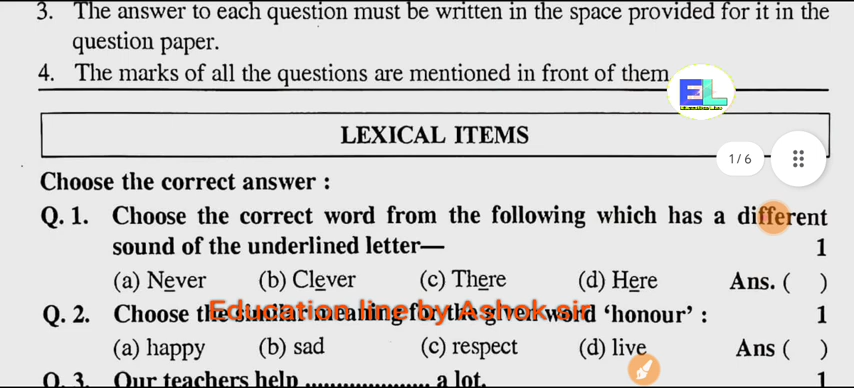 3. The answer to each question must be written in the space provided for it in the
question paper.
4. The marks of all the questions are mentioned in front of them
EL
LEXICAL ITEMS
1/6
Choose the correct answer :
Q. 1. Choose the correct word from the following which has a different
sound of the underlined letter— 1
(a) Never (b) Clever (c) There (d) Here Ans. ( )
Education line by Ashok sir
Q. 2. Choose the similar meaning for the given word ‘honour’ : 1
(a) happy (b) sad (c) respect (d) live Ans ( )
Q. 3. Our teachers help ................... a lot. 1